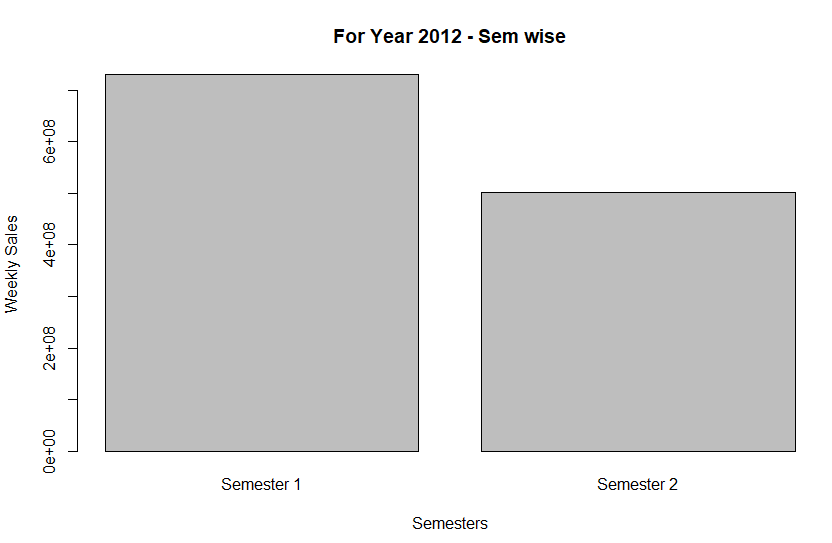 For Year 2012 - Sem wise
Weekly Sales
6e+08
4e+08
2e+08
0e+00
Semester 1
Semester 2
Semesters